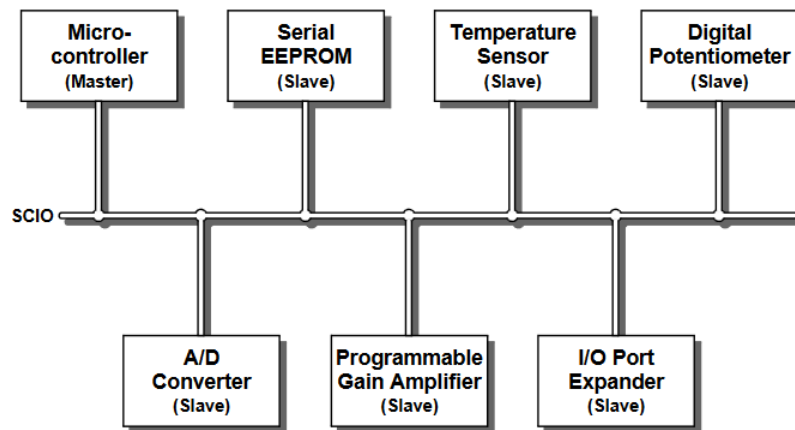 Micro-
controller
(Master)
Serial
EEPROM
(Slave)
Temperature
Sensor
(Slave)
Digital
Potentiometer
(Slave)
SCIO
A/D
Converter
(Slave)
Programmable
Gain Amplifier
(Slave)
I/O Port
Expander
(Slave)